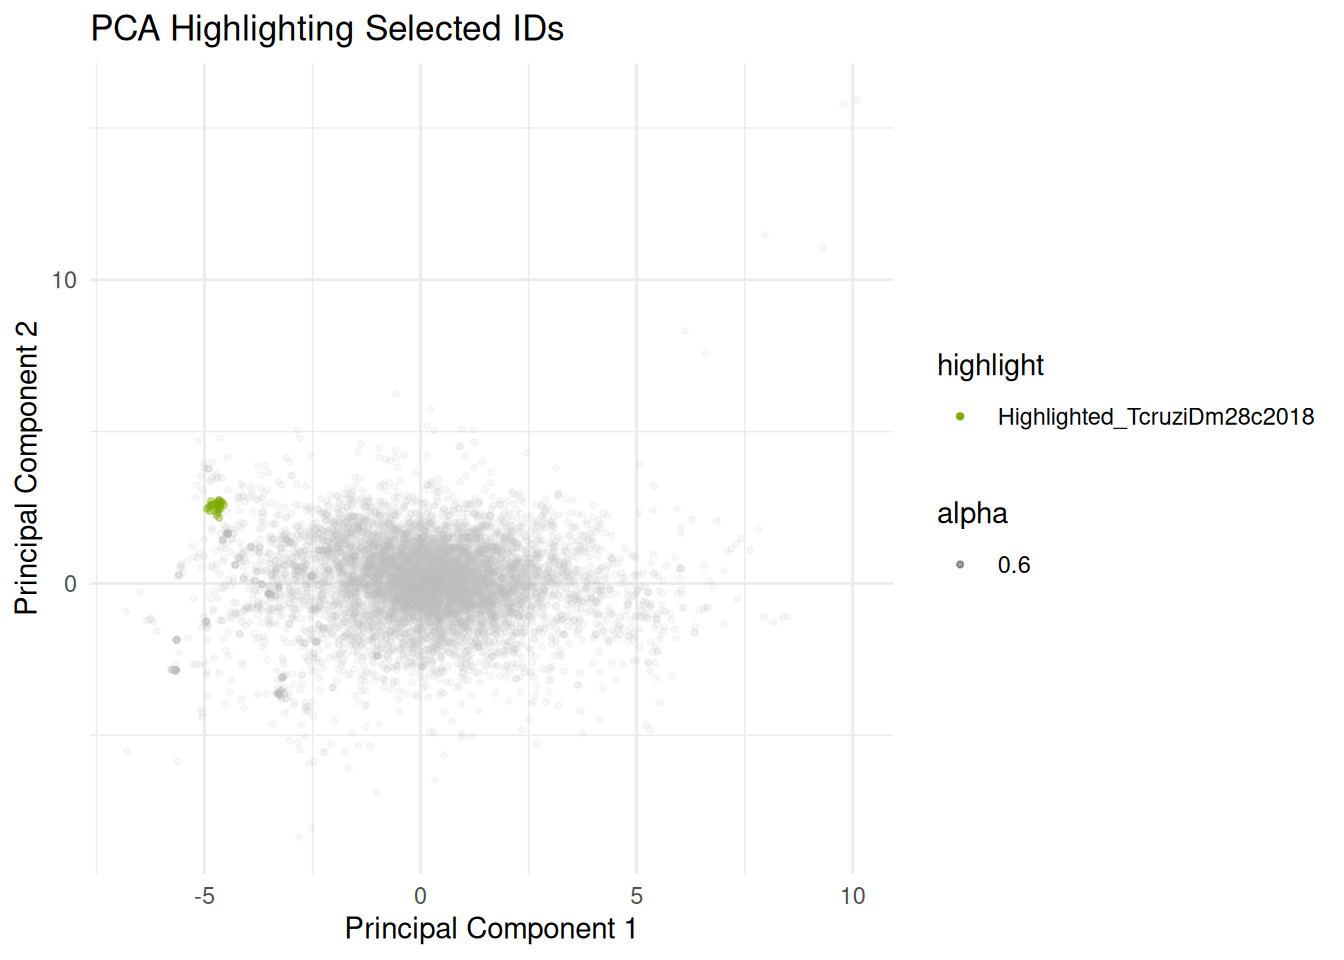 PCA Highlighting Selected IDs
Principal Component 2
10
0
-5
0
5
10
Principal Component 1
highlight
Highlighted_TcruziDm28c2018
alpha
0.6